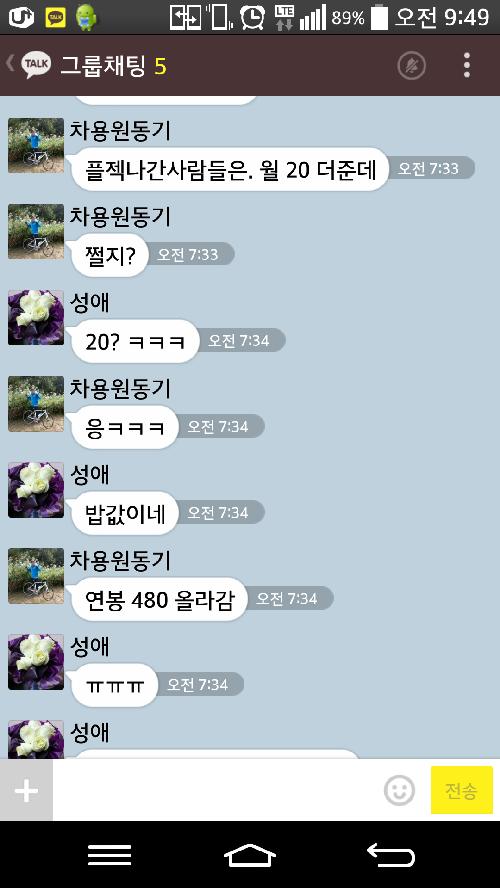 U+
TALK
LTE
89%
오전 9:49
TALK
그룹채팅 5
차용원동기
플젝나간사람들은. 월 20 더준데
오전 7:33
차용원동기
쩔지?
오전 7:33
성애
20? ㅋㅋㅋ
오전 7:34
차용원동기
응ㅋㅋㅋ
오전 7:34
성애
밥값이네
오전 7:34
차용원동기
연봉 480 올라감
오전 7:34
성애
ㅠㅠㅠ
오전 7:34
성애
전송